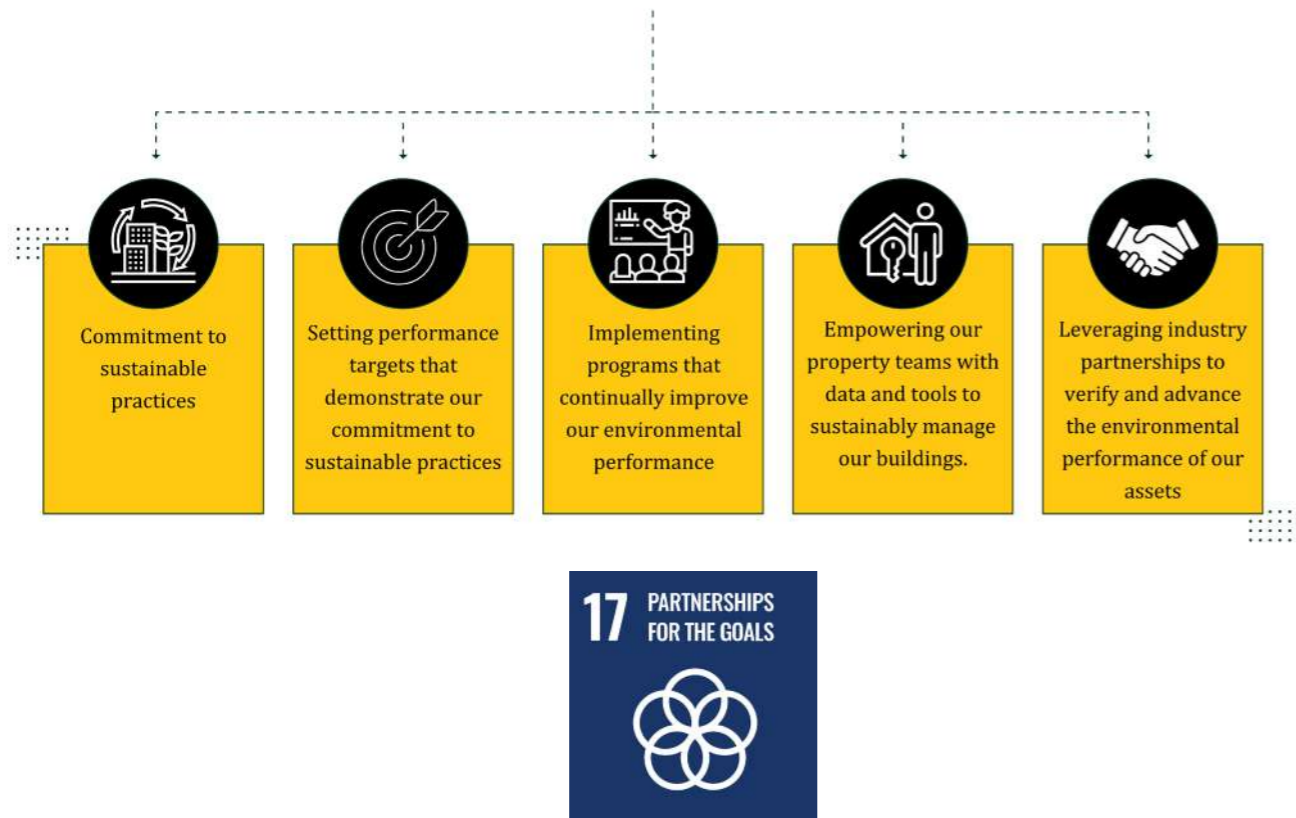 Commitment to
sustainable
practices
Setting performance
targets that
demonstrate our
commitment to
sustainable practices
Implementing
programs that
continually improve
our environmental
performance
Empowering our
property teams with
data and tools to
sustainably manage
our buildings.
Leveraging industry
partnerships to
verify and advance
the environmental
performance of our
assets
17 PARTNERSHIPS
FOR THE GOALS